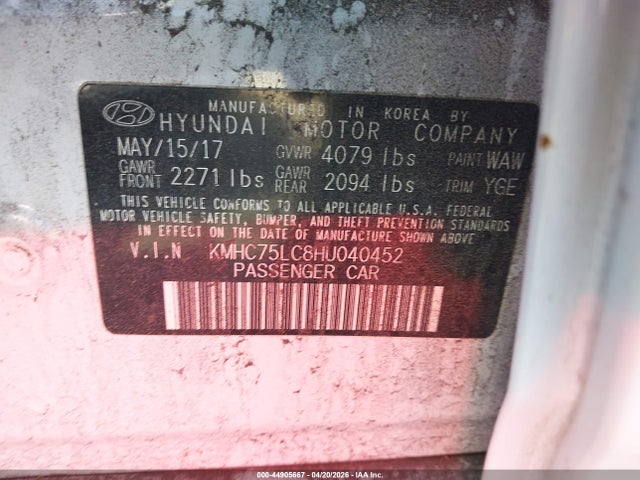 MANUFACTURED IN KOREA BY
HYUNDAI MOTOR COMPANY
MAY/15/17 GVWR 4079 lbs PAINT WAW
GAWR FRONT 2271 lbs GAWR REAR 2094 lbs TRIM YGE
THIS VEHICLE CONFORMS TO ALL APPLICABLE U.S.A. FEDERAL
MOTOR VEHICLE SAFETY, BUMPER, AND THEFT PREVENTION STANDARDS
IN EFFECT ON THE DATE OF MANUFACTURE SHOWN ABOVE.
V.I.N KMHC75LC8HU040452
PASSENGER CAR
000-44905667 - 04/20/2026 - IAA Inc.